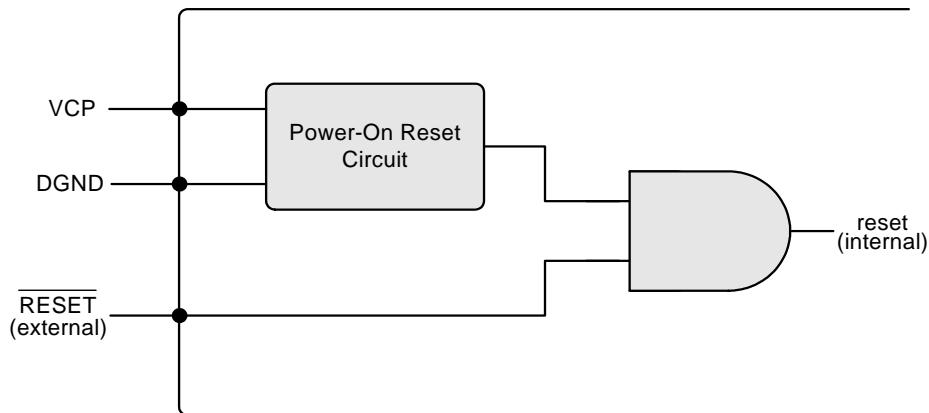 VCP
Power-On Reset
Circuit
DGND
reset
(internal)
RESET
(external)